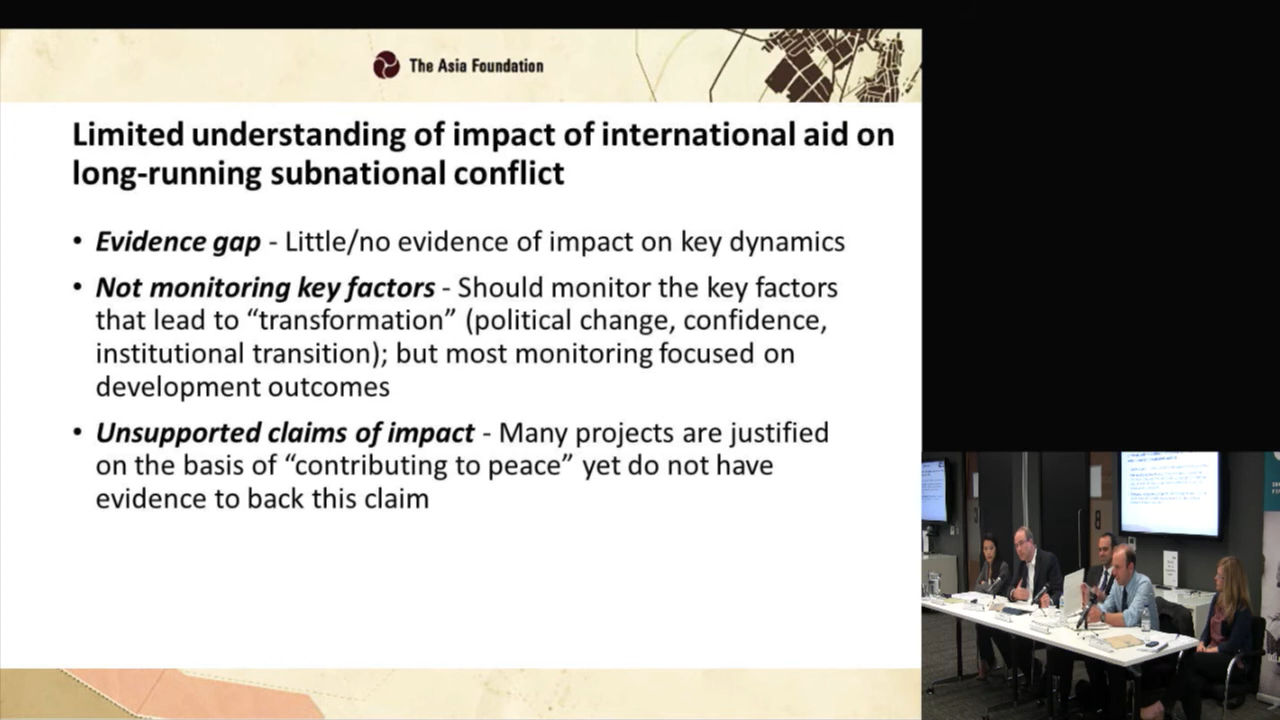 The Asia Foundation
Limited understanding of impact of international aid on
long-running subnational conflict
• Evidence gap - Little/no evidence of impact on key dynamics
• Not monitoring key factors - Should monitor the key factors
that lead to “transformation” (political change, confidence,
institutional transition); but most monitoring focused on
development outcomes
• Unsupported claims of impact - Many projects are justified
on the basis of “contributing to peace” yet do not have
evidence to back this claim